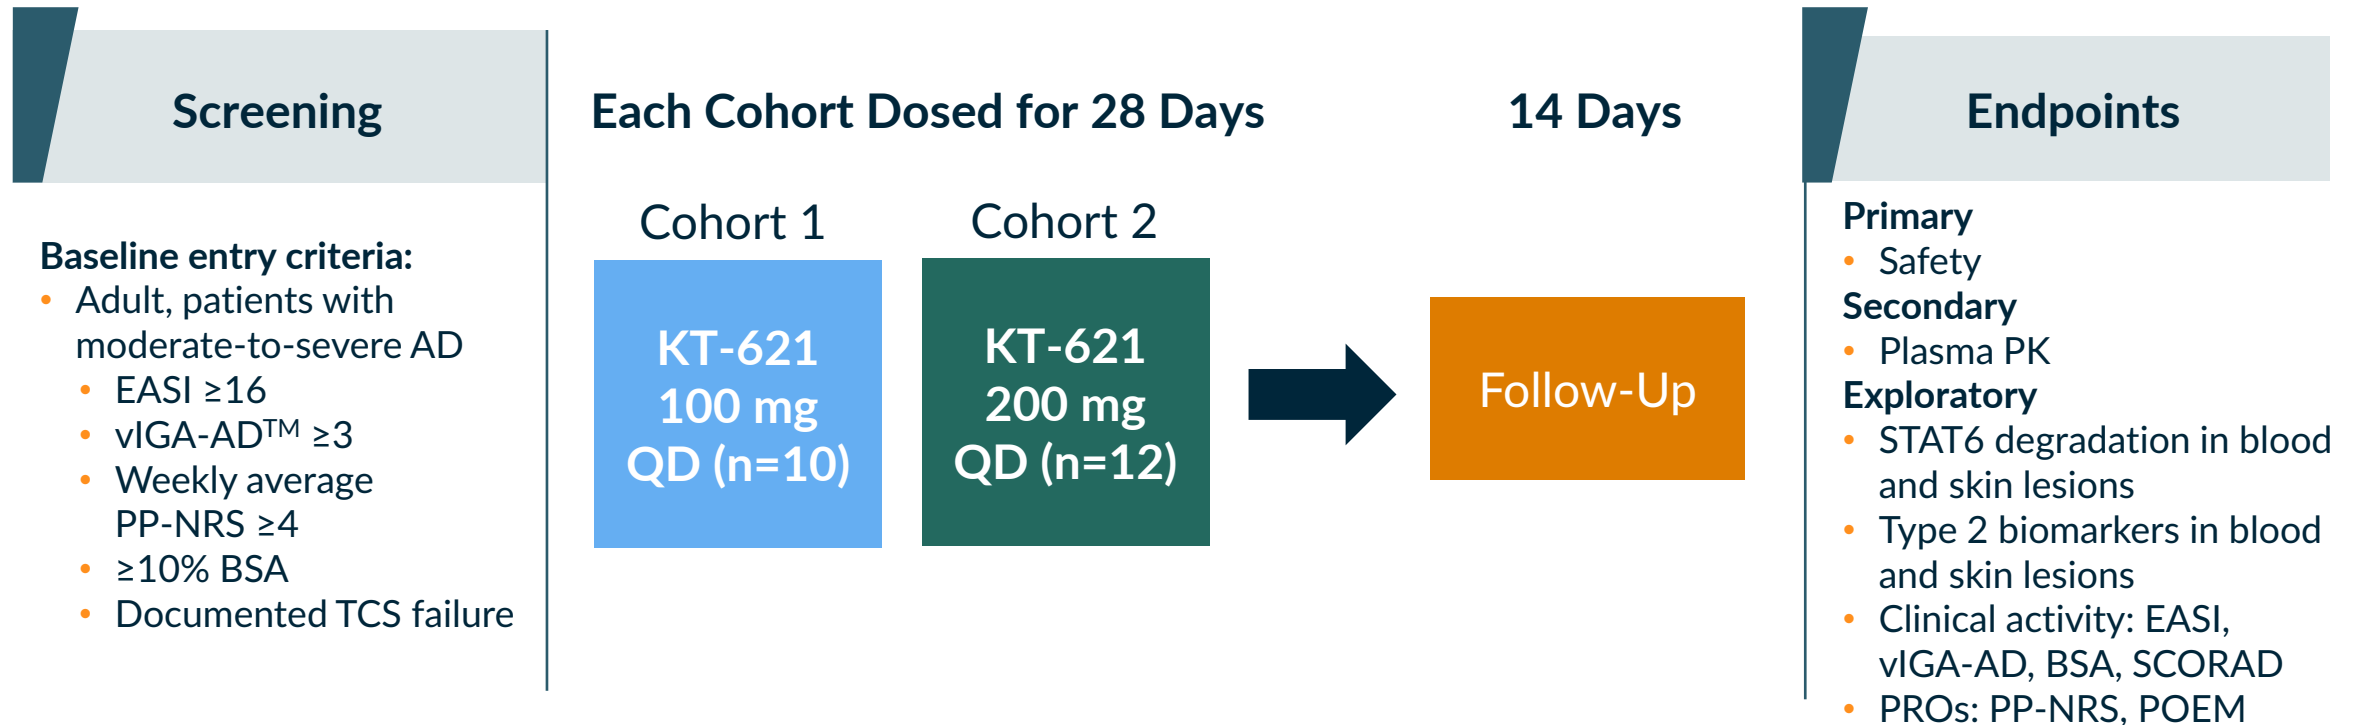 Screening
Baseline entry criteria:
• Adult, patients with
moderate-to-severe AD
• EASI ≥16
• vIGA-AD™ ≥3
• Weekly average
PP-NRS ≥4
• ≥10% BSA
• Documented TCS failure
Each Cohort Dosed for 28 Days
Cohort 1
KT-621
100 mg
QD (n=10)
Cohort 2
KT-621
200 mg
QD (n=12)
14 Days
Follow-Up
Endpoints
Primary
• Safety
Secondary
• Plasma PK
Exploratory
• STAT6 degradation in blood
and skin lesions
• Type 2 biomarkers in blood
and skin lesions
• Clinical activity: EASI,
vIGA-AD, BSA, SCORAD
• PROs: PP-NRS, POEM